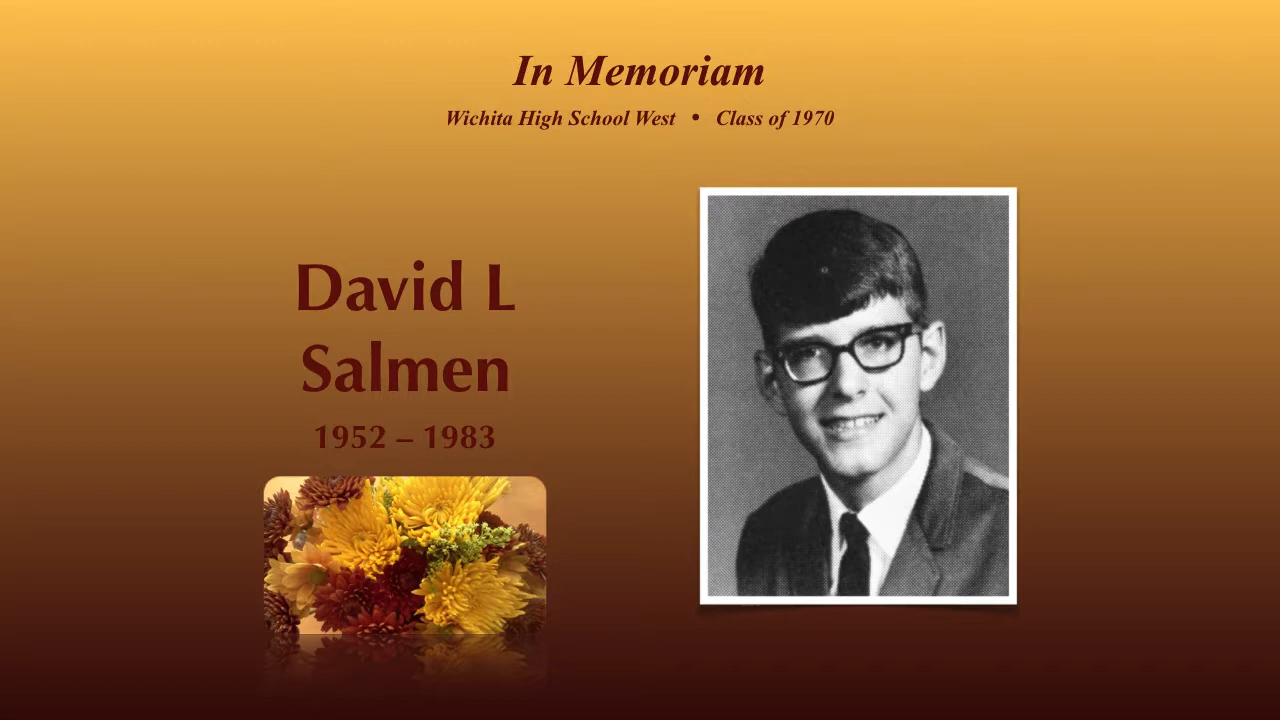 In Memoriam
Wichita High School West • Class of 1970
David L
Salmen
1952 – 1983